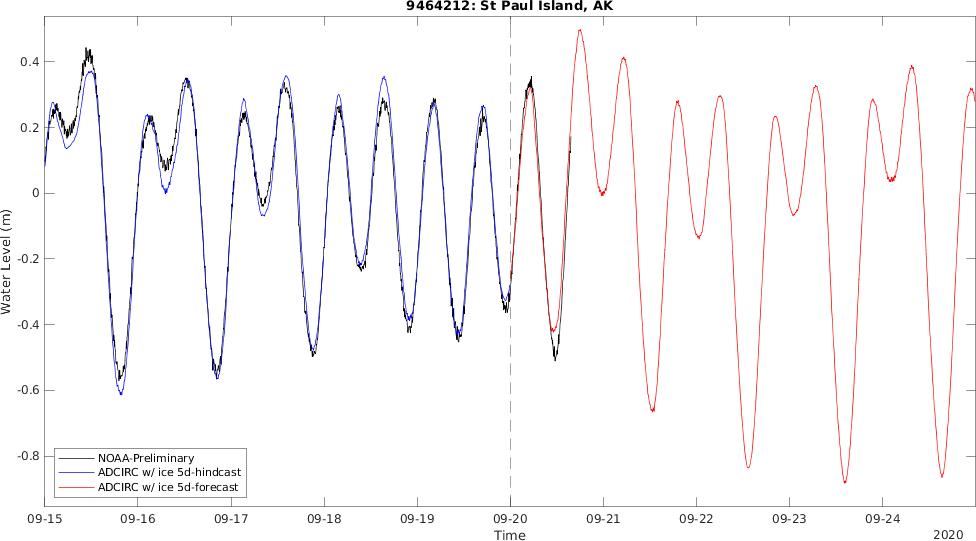 9464212: St Paul Island, AK
Water Level (m)
0.4
0.2
0
-0.2
-0.4
-0.6
-0.8
NOAA-Preliminary
ADCIRC w/ ice 5d-hindcast
ADCIRC w/ ice 5d-forecast
09-15 09-16 09-17 09-18 09-19 09-20 09-21 09-22 09-23 09-24
Time
2020